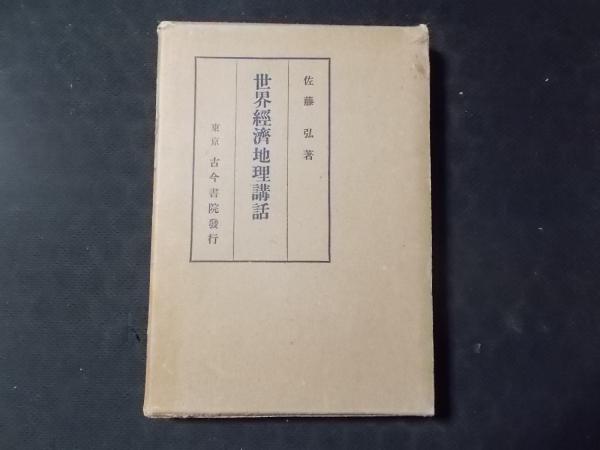 佐藤弘著
世界經濟地理講話
東京 古今書院發行